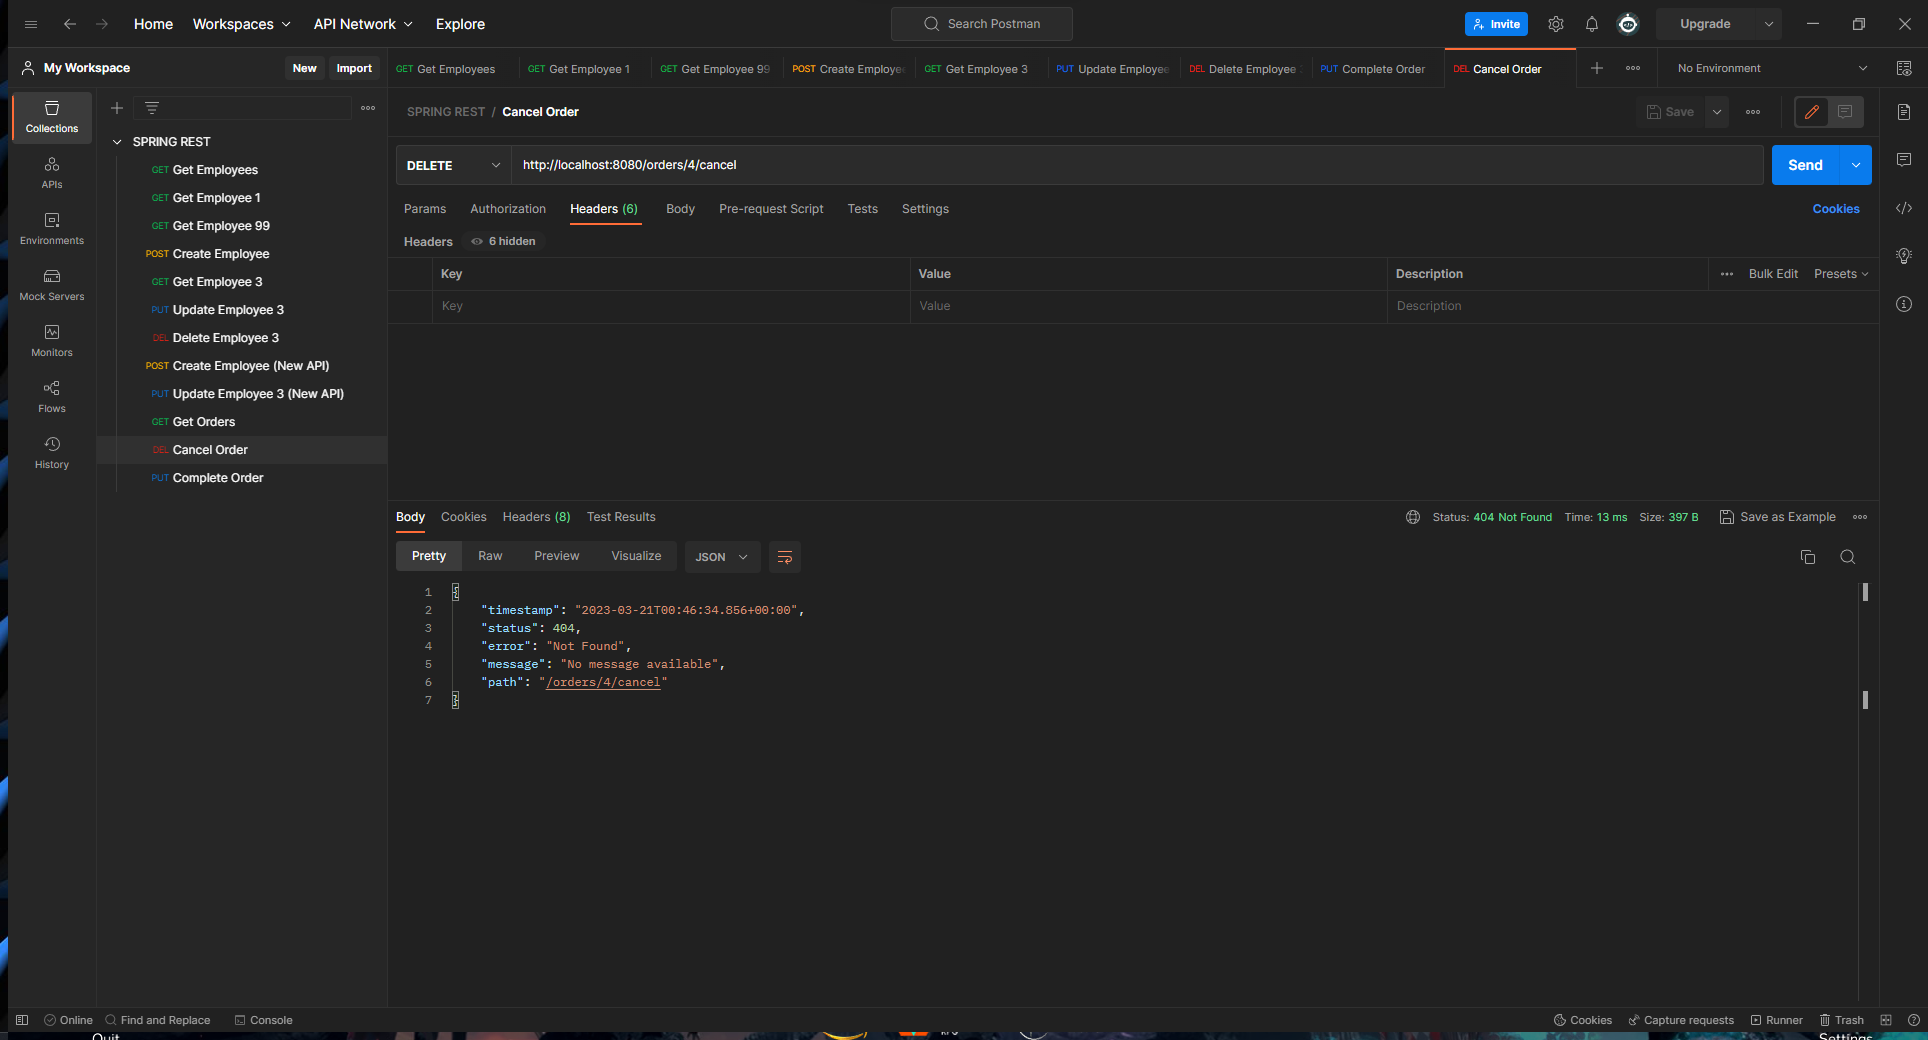 Home Workspaces API Network Explore Search Postman Invite Upgrade
My Workspace New Import GET Get Employees GET Get Employee 1 GET Get Employee 99 POST Create Employe GET Get Employee 3 PUT Update Employee DEL Delete Employee PUT Complete Order DEL Cancel Order No Environment
Collections
APIs
Environments
Mock Servers
Monitors
Flows
History
SPRING REST
GET Get Employees
GET Get Employee 1
GET Get Employee 99
POST Create Employee
GET Get Employee 3
PUT Update Employee 3
DEL Delete Employee 3
POST Create Employee (New API)
PUT Update Employee 3 (New API)
GET Get Orders
DEL Cancel Order
PUT Complete Order
SPRING REST / Cancel Order Save
DELETE http://localhost:8080/orders/4/cancel Send
Params Authorization Headers (6) Body Pre-request Script Tests Settings Cookies
Headers 6 hidden
Key Value Description Bulk Edit Presets
Key Value Description
Body Cookies Headers (8) Test Results Status: 404 Not Found Time: 13 ms Size: 397 B Save as Example
Pretty Raw Preview Visualize JSON
1 {
2 "timestamp": "2023-03-21T00:46:34.856+00:00",
3 "status": 404,
4 "error": "Not Found",
5 "message": "No message available",
6 "path": "/orders/4/cancel"
7 }
Online Find and Replace Console Cookies Capture requests Runner Trash
Quit Settings